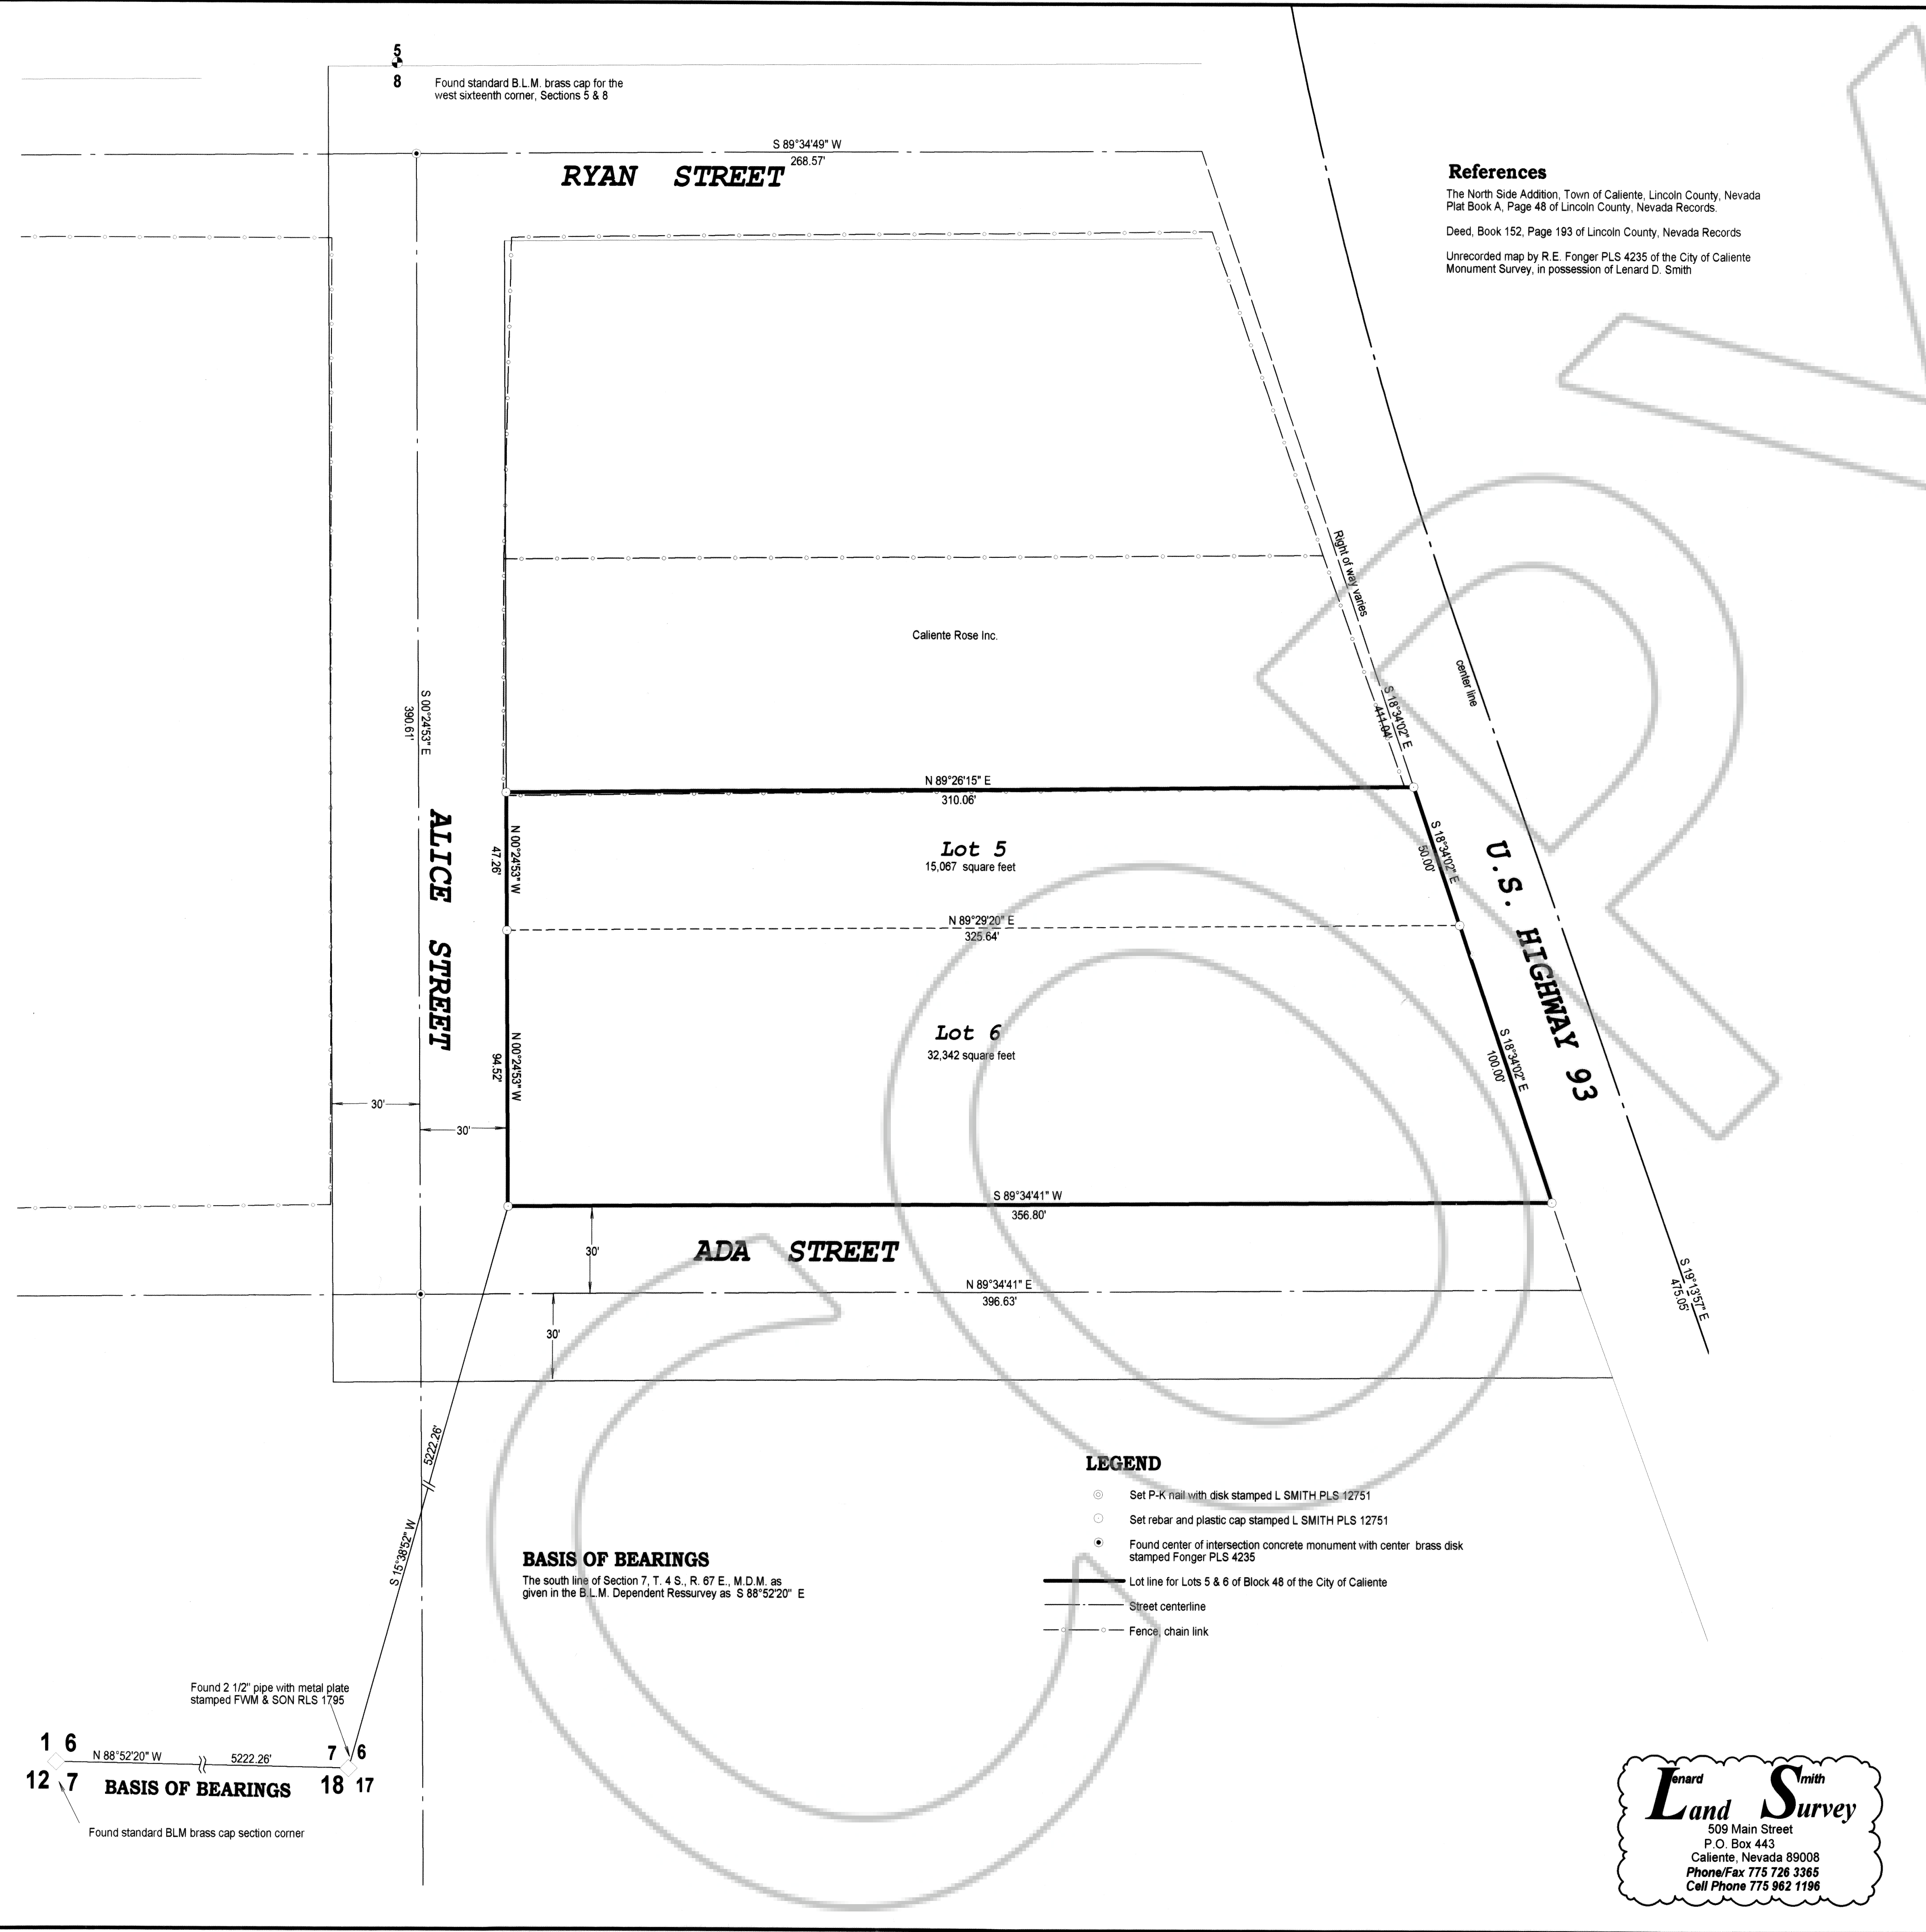 5
8
Found standard B.L.M. brass cap for the
west sixteenth corner, Sections 5 & 8
S 89°34'49" W
268.57'
RYAN STREET
References
The North Side Addition, Town of Caliente, Lincoln County, Nevada
Plat Book A, Page 48 of Lincoln County, Nevada Records.
Deed, Book 152, Page 193 of Lincoln County, Nevada Records
Unrecorded map by R.E. Fonger PLS 4235 of the City of Caliente
Monument Survey, in possession of Lenard D. Smith
Right of way varies
Caliente Rose Inc.
center line
S 00°24'53" E
390.61'
S 18°34'02" E
411.94'
N 89°26'15" E
310.06'
ALICE STREET
N 00°24'53" W
47.26'
Lot 5
15,067 square feet
S 18°34'02" E
50.00'
U.S. HIGHWAY 93
N 89°29'20" E
325.64'
Lot 6
32,342 square feet
N 00°24'53" W
94.52'
S 18°34'02" E
100.00'
30'
30'
S 89°34'41" W
356.80'
30'
ADA STREET
N 89°34'41" E
396.63'
S 19°13'57" E
475.05'
30'
5222.26'
S 15°38'52" W
LEGEND
Set P-K nail with disk stamped L SMITH PLS 12751
Set rebar and plastic cap stamped L SMITH PLS 12751
Found center of intersection concrete monument with center brass disk
stamped Fonger PLS 4235
Lot line for Lots 5 & 6 of Block 48 of the City of Caliente
Street centerline
Fence, chain link
BASIS OF BEARINGS
The south line of Section 7, T. 4 S., R. 67 E., M.D.M. as
given in the B.L.M. Dependent Ressurvey as S 88°52'20" E
Found 2 1/2" pipe with metal plate
stamped FWM & SON RLS 1795
1 6
12 7
N 88°52'20" W
5222.26'
7 6
18 17
BASIS OF BEARINGS
Found standard BLM brass cap section corner
Lenard Smith
Land Survey
509 Main Street
P.O. Box 443
Caliente, Nevada 89008
Phone/Fax 775 726 3365
Cell Phone 775 962 1196
COPY